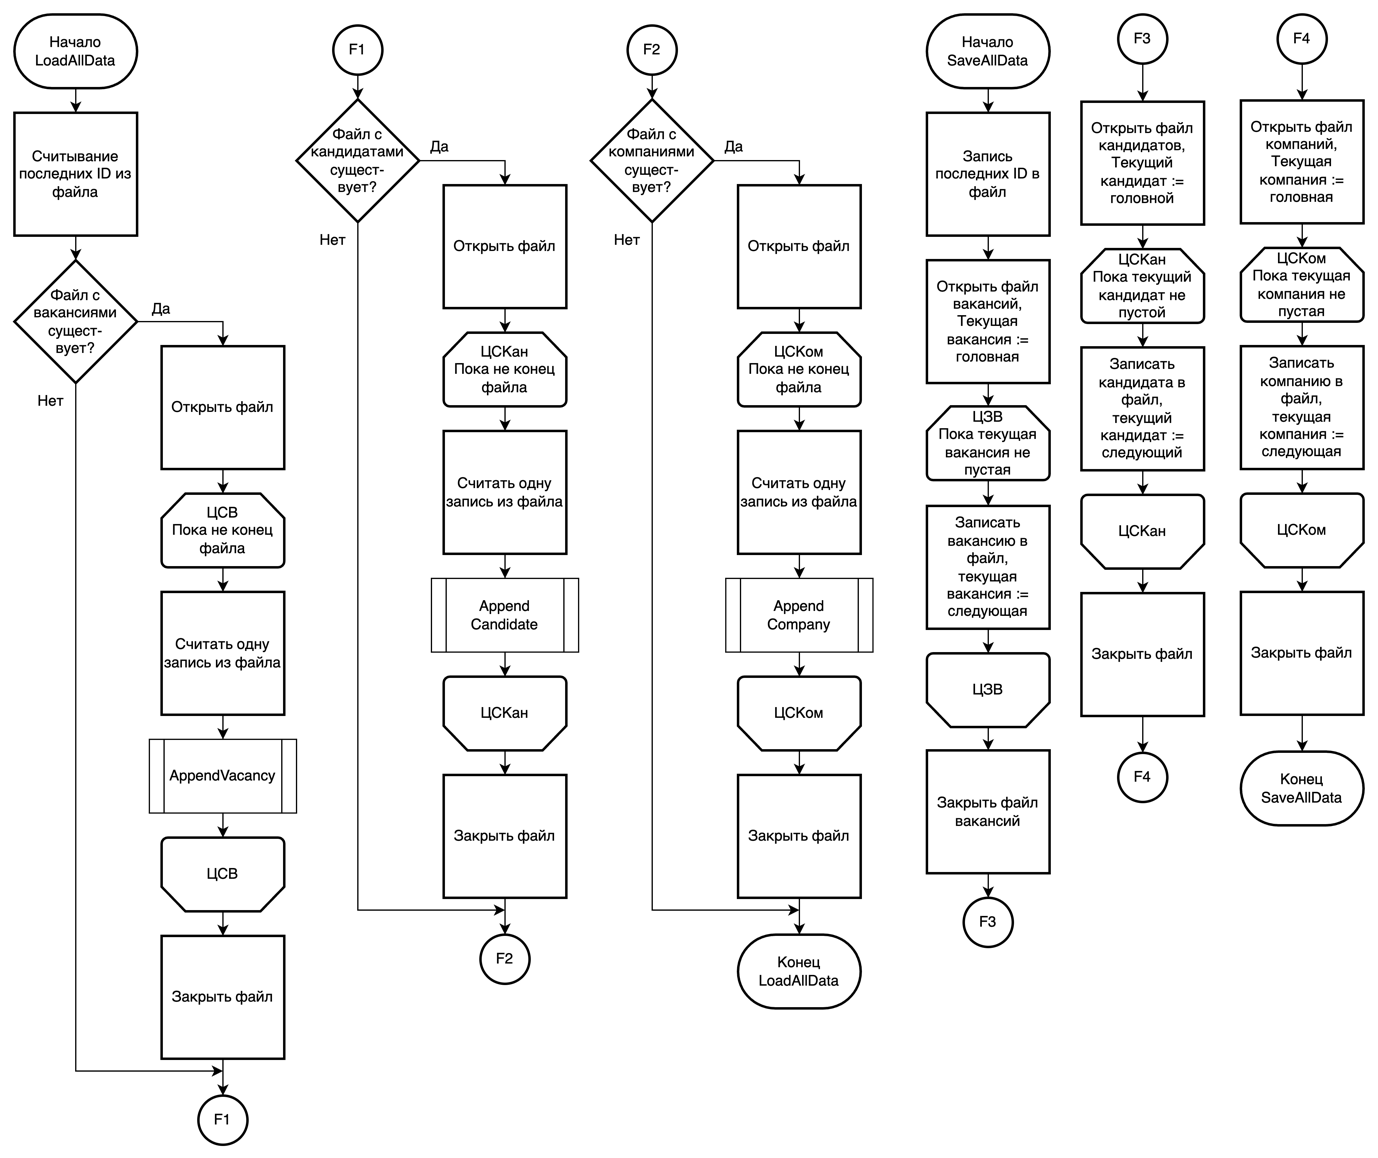 Начало
LoadAllData
Считывание
последних ID из
файла
Файл с
вакансиями
сущест-
вует?
Да
Нет
Открыть файл
ЦСВ
Пока не конец
файла
Считать одну
запись из файла
AppendVacancy
ЦСВ
Закрыть файл
F1
F1
Файл с
кандидатами
сущест-
вует?
Да
Нет
Открыть файл
ЦСКан
Пока не конец
файла
Считать одну
запись из файла
Append
Candidate
ЦСКан
Закрыть файл
F2
F2
Файл с
компаниями
сущест-
вует?
Да
Нет
Открыть файл
ЦСКом
Пока не конец
файла
Считать одну
запись из файла
Append
Company
ЦСКом
Закрыть файл
Конец
LoadAllData
Начало
SaveAllData
Запись
последних ID в
файл
Открыть файл
вакансий,
Текущая
вакансия :=
головная
ЦЗВ
Пока текущая
вакансия не
пустая
Записать
вакансию в
файл,
текущая
вакансия :=
следующая
ЦЗВ
Закрыть файл
вакансий
F3
F3
Открыть файл
кандидатов,
Текущий
кандидат :=
головной
ЦСКан
Пока текущий
кандидат не
пустой
Записать
кандидата в
файл,
текущий
кандидат :=
следующий
ЦСКан
Закрыть файл
F4
F4
Открыть файл
компаний,
Текущая
компания :=
головная
ЦСКом
Пока текущая
компания не
пустая
Записать
компанию в
файл,
текущая
компания :=
следующая
ЦСКом
Закрыть файл
Конец
SaveAllData